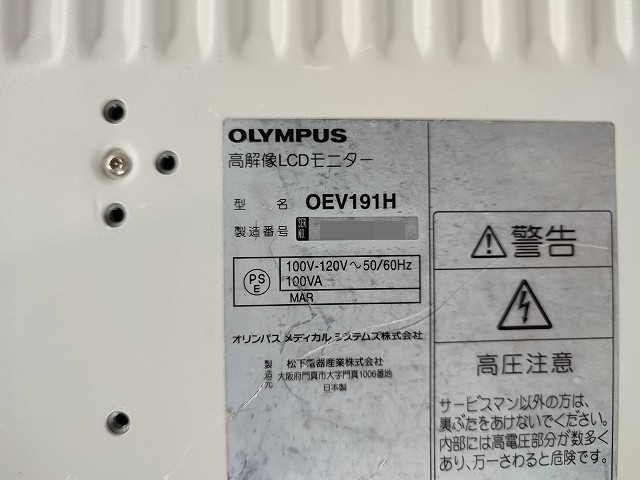 OLYMPUS
高解像LCDモニター
型 名 OEV191H
製造番号 SER. NO.
PS E
100V-120V～50/60Hz
100VA
MAR
オリンパス メディカル システムズ株式会社
製造元
松下電器産業株式会社
大阪府門真市大字門真1006番地
日本製
警告
高圧注意
サービスマン以外の方は、
裏ぶたをあけないでください。
内部には高電圧部分が数多く
あり、万一さわると危険です。